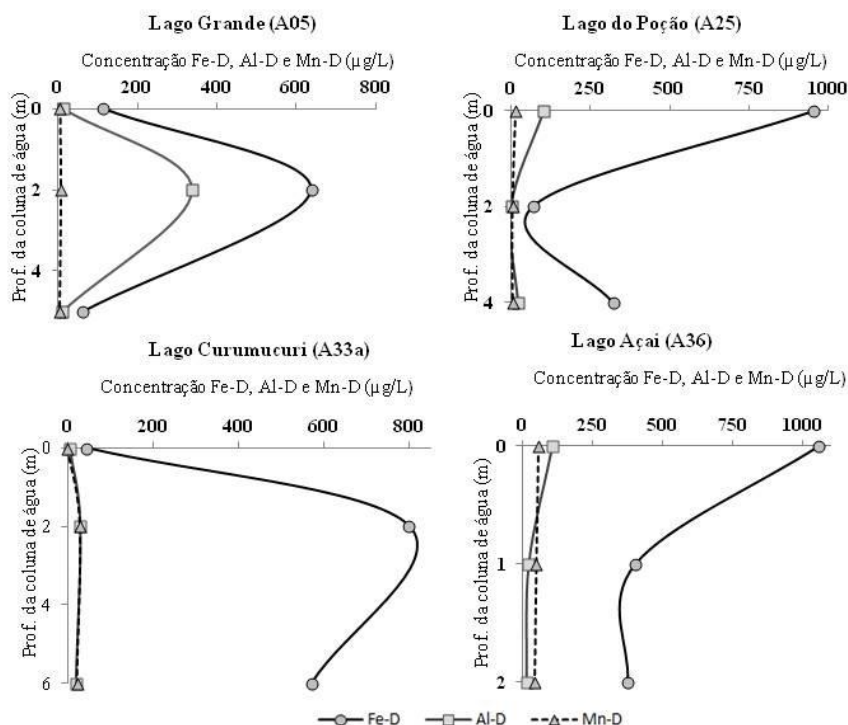 Lago Grande (A05)
Concentração Fe-D, Al-D e Mn-D (µg/L)
0 200 400 600 800
Prof. da coluna de água (m)
0
2
4
Lago do Poção (A25)
Concentração Fe-D, Al-D e Mn-D (µg/L)
0 250 500 750 1000
Prof. da coluna de água (m)
0
2
4
Lago Curumucuri (A33a)
Concentração Fe-D, Al-D e Mn-D (µg/L)
0 200 400 600 800
Prof. da coluna de água (m)
0
2
4
6
Lago Açai (A36)
Concentração Fe-D, Al-D e Mn-D (µg/L)
0 250 500 750 1000
Prof. da coluna de água (m)
0
1
2
Fe-D Al-D Mn-D